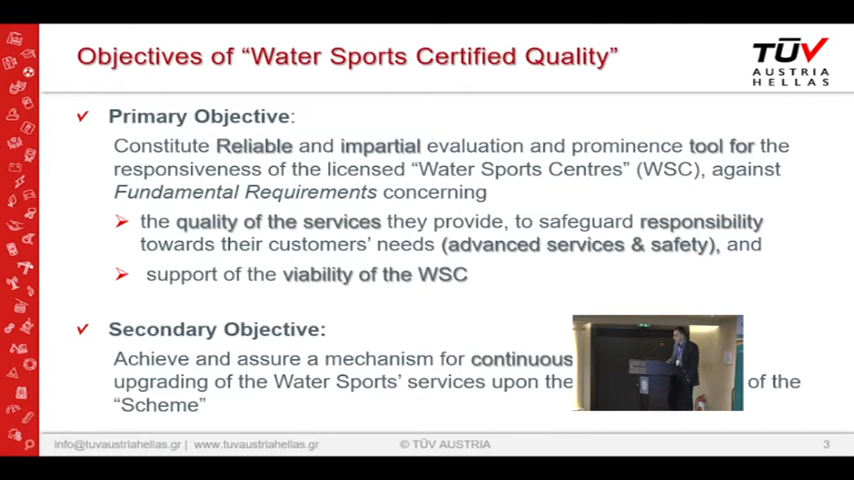 Objectives of “Water Sports Certified Quality”
TÜV
AUSTRIA
HELLAS
Primary Objective:
Constitute Reliable and impartial evaluation and prominence tool for the
responsiveness of the licensed “Water Sports Centres” (WSC), against
Fundamental Requirements concerning
the quality of the services they provide, to safeguard responsibility
towards their customers’ needs (advanced services & safety), and
support of the viability of the WSC
Secondary Objective:
Achieve and assure a mechanism for continuous
upgrading of the Water Sports’ services upon the of the
“Scheme”
info@tuvaustriahellas.gr | www.tuvaustriahellas.gr © TÜV AUSTRIA 3